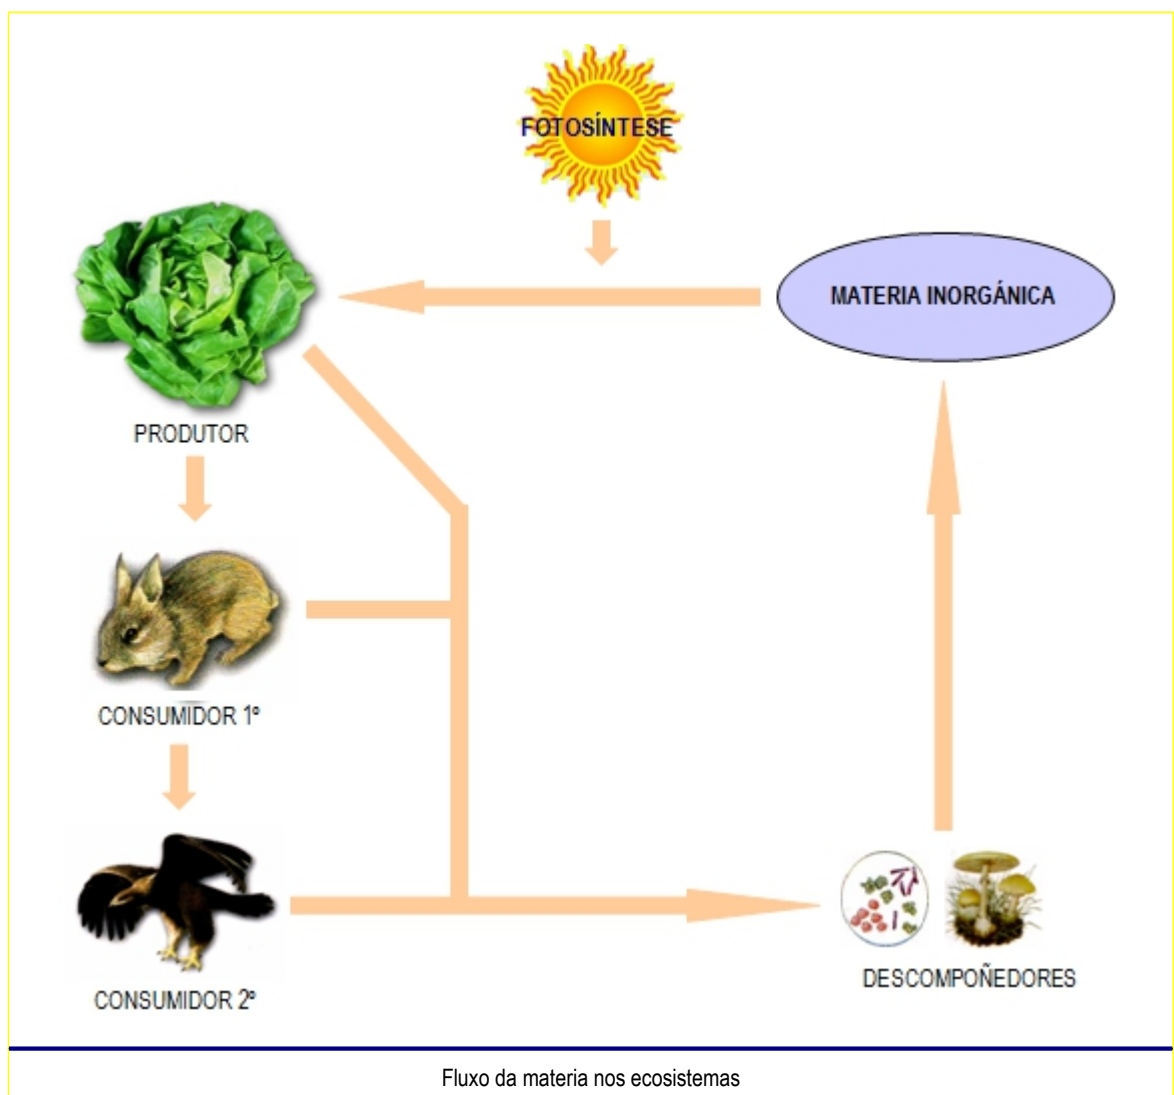 FOTOSÍNTESE
MATERIA INORGÁNICA
PRODUTOR
CONSUMIDOR 1º
CONSUMIDOR 2º
DESCOMPOÑEDORES
Fluxo da materia nos ecosistemas